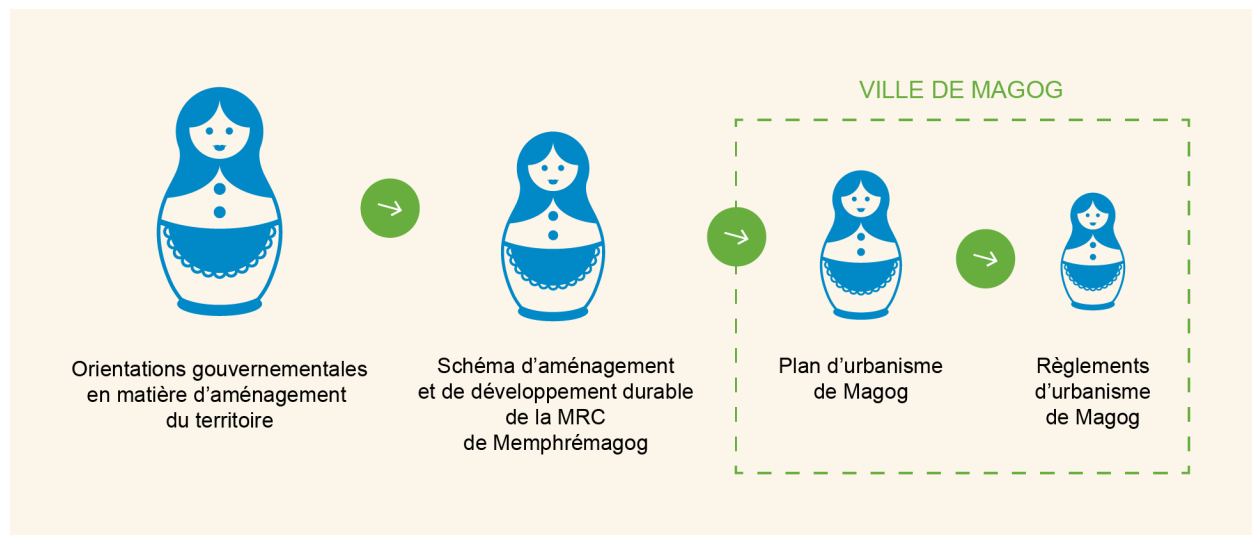 VILLE DE MAGOG
Orientations gouvernementales
en matière d’aménagement
du territoire
Schéma d’aménagement
et de développement durable
de la MRC
de Memphrémagog
Plan d’urbanisme
de Magog
Règlements
d’urbanisme
de Magog